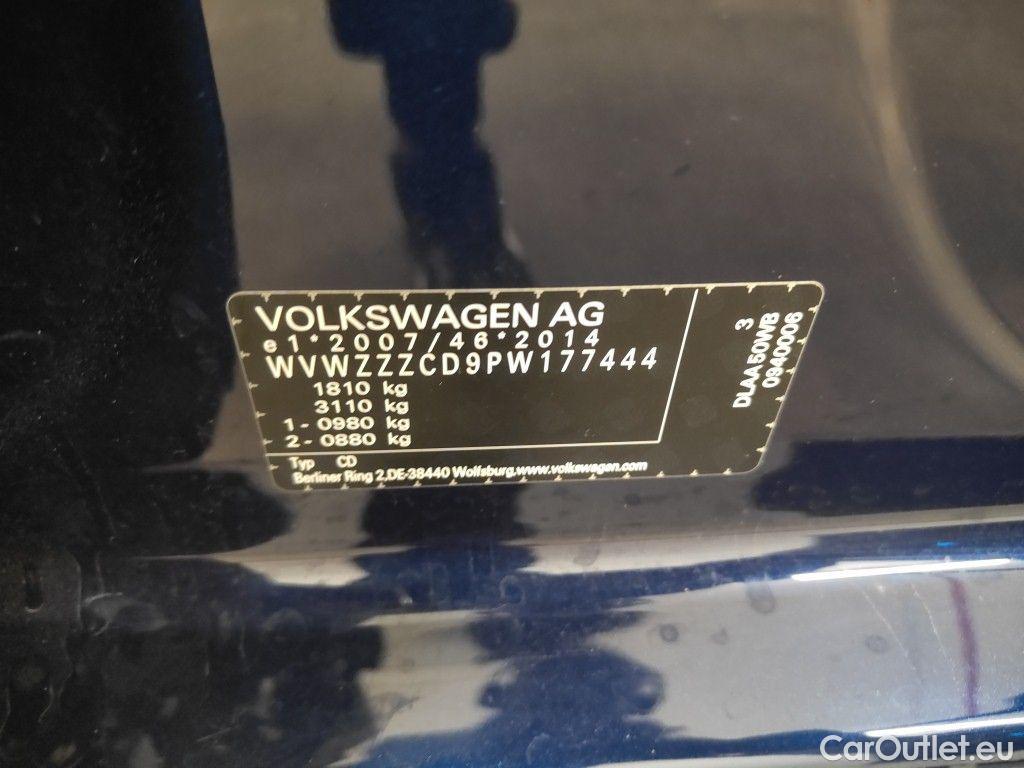 VOLKSWAGEN AG
e1*2007/46*2014
WVWZZZCD9PW177444
1810 kg
3110 kg
1 - 0980 kg
2 - 0880 kg
Typ CD
Berliner Ring 2,DE-38440 Wolfsburg,www.volkswagen.com
3
DLAA50WB
0940006
CarOutlet.eu